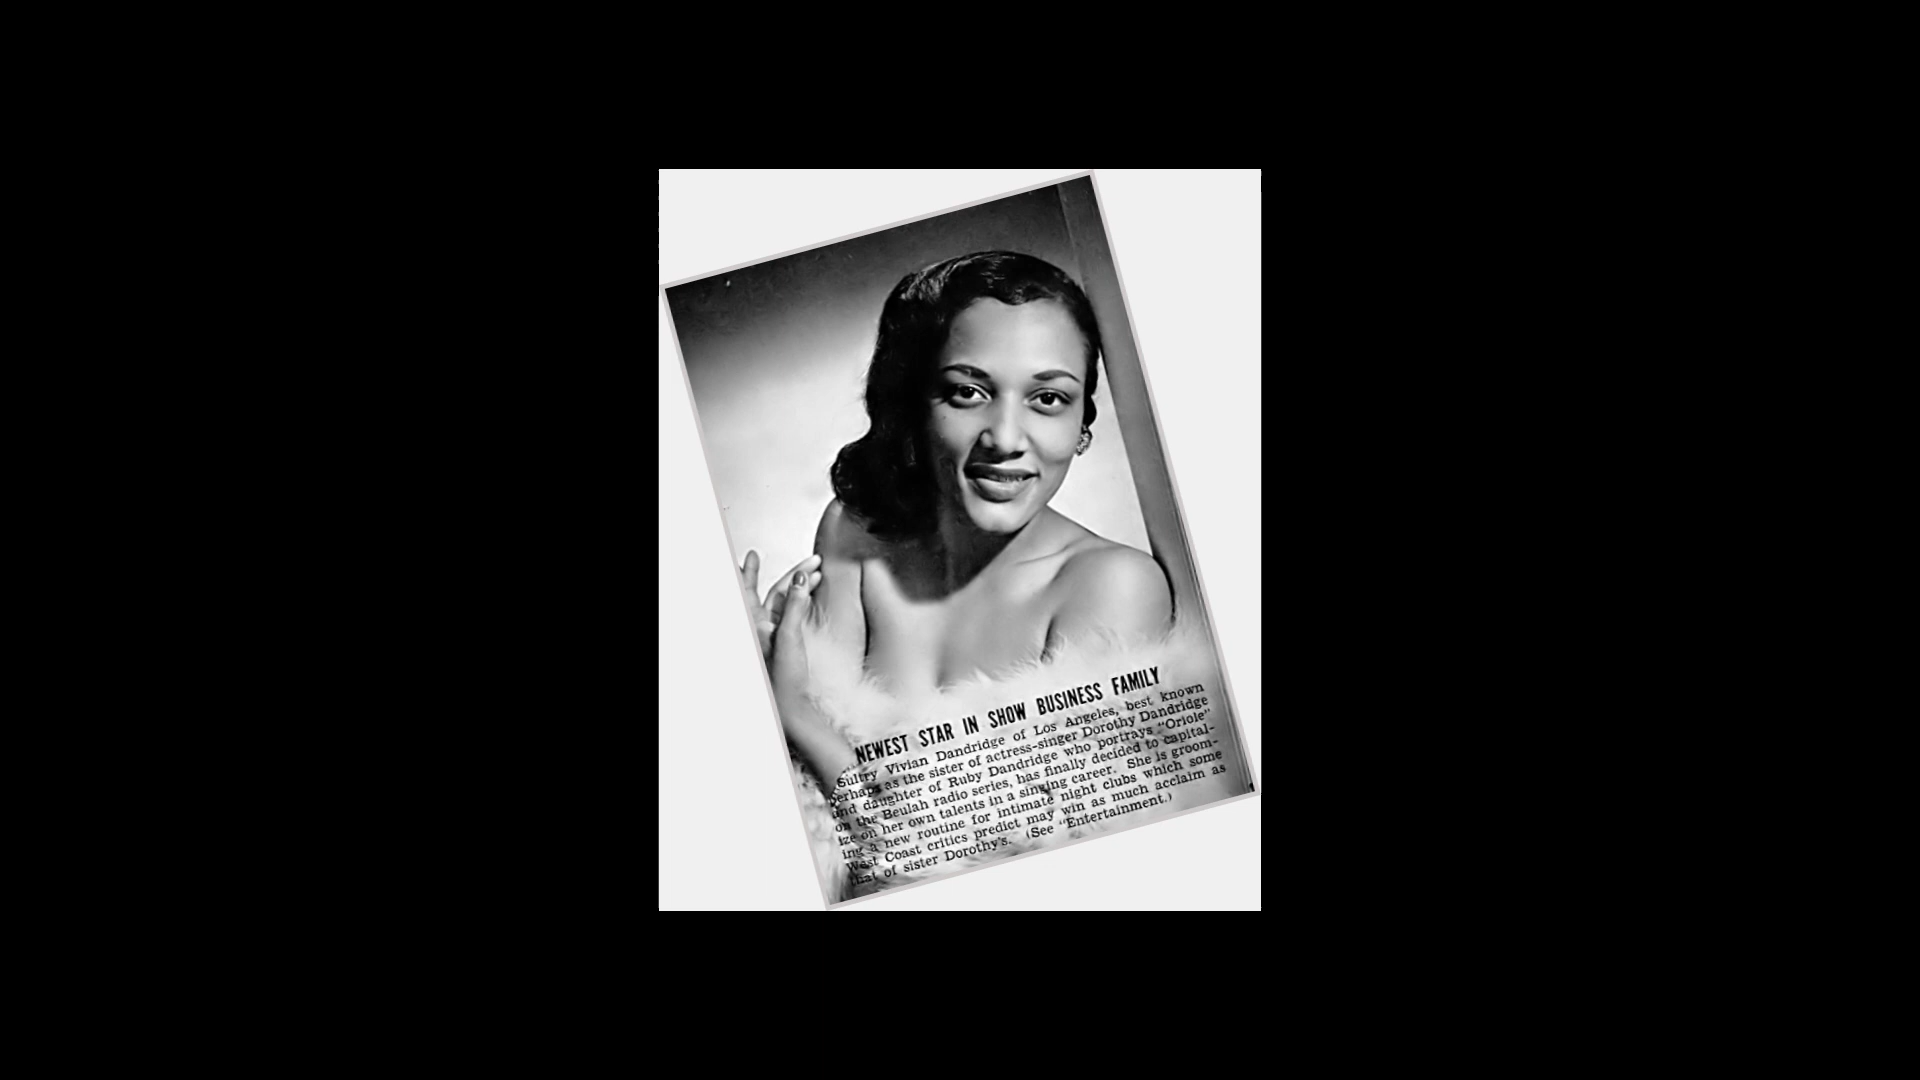 NEWEST STAR IN SHOW BUSINESS FAMILY
Sultry Vivian Dandridge of Los Angeles, best known
perhaps as the sister of actress-singer Dorothy Dandridge
and daughter of Ruby Dandridge who portrays "Oriole"
on the Beulah radio series, has finally decided to capital-
ize on her own talents in a singing career. She is groom-
ing a new routine for intimate night clubs which some
West Coast critics predict may win as much acclaim as
that of sister Dorothy's. (See "Entertainment.)